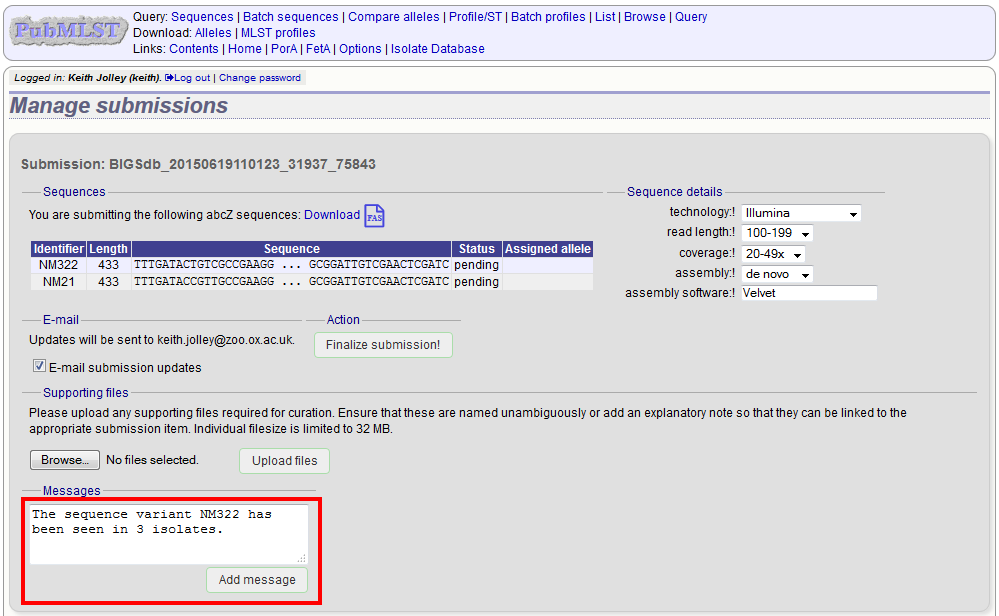 PubMLST
Query: Sequences | Batch sequences | Compare alleles | Profile/ST | Batch profiles | List | Browse | Query
Download: Alleles | MLST profiles
Links: Contents | Home | PorA | FetA | Options | Isolate Database
Logged in: Keith Jolley (keith). Log out | Change password
Manage submissions
Submission: BIGSdb_20150619110123_31937_75843
Sequences
You are submitting the following abcZ sequences: Download FAS
Identifier Length Sequence Status Assigned allele
NM322 433 TTTGATACTGTCGCCGAAGG ... GCGGATTGTCGAACTCGATC pending
NM21 433 TTTGATACCGTTGCCGAAGG ... GCGGATTGTCGAACTCGATC pending
Sequence details
technology:! Illumina
read length:! 100-199
coverage:! 20-49x
assembly:! de novo
assembly software:! Velvet
E-mail
Updates will be sent to keith.jolley@zoo.ox.ac.uk.
E-mail submission updates
Action
Finalize submission!
Supporting files
Please upload any supporting files required for curation. Ensure that these are named unambiguously or add an explanatory note so that they can be linked to the
appropriate submission item. Individual filesize is limited to 32 MB.
Browse... No files selected. Upload files
Messages
The sequence variant NM322 has
been seen in 3 isolates.
Add message